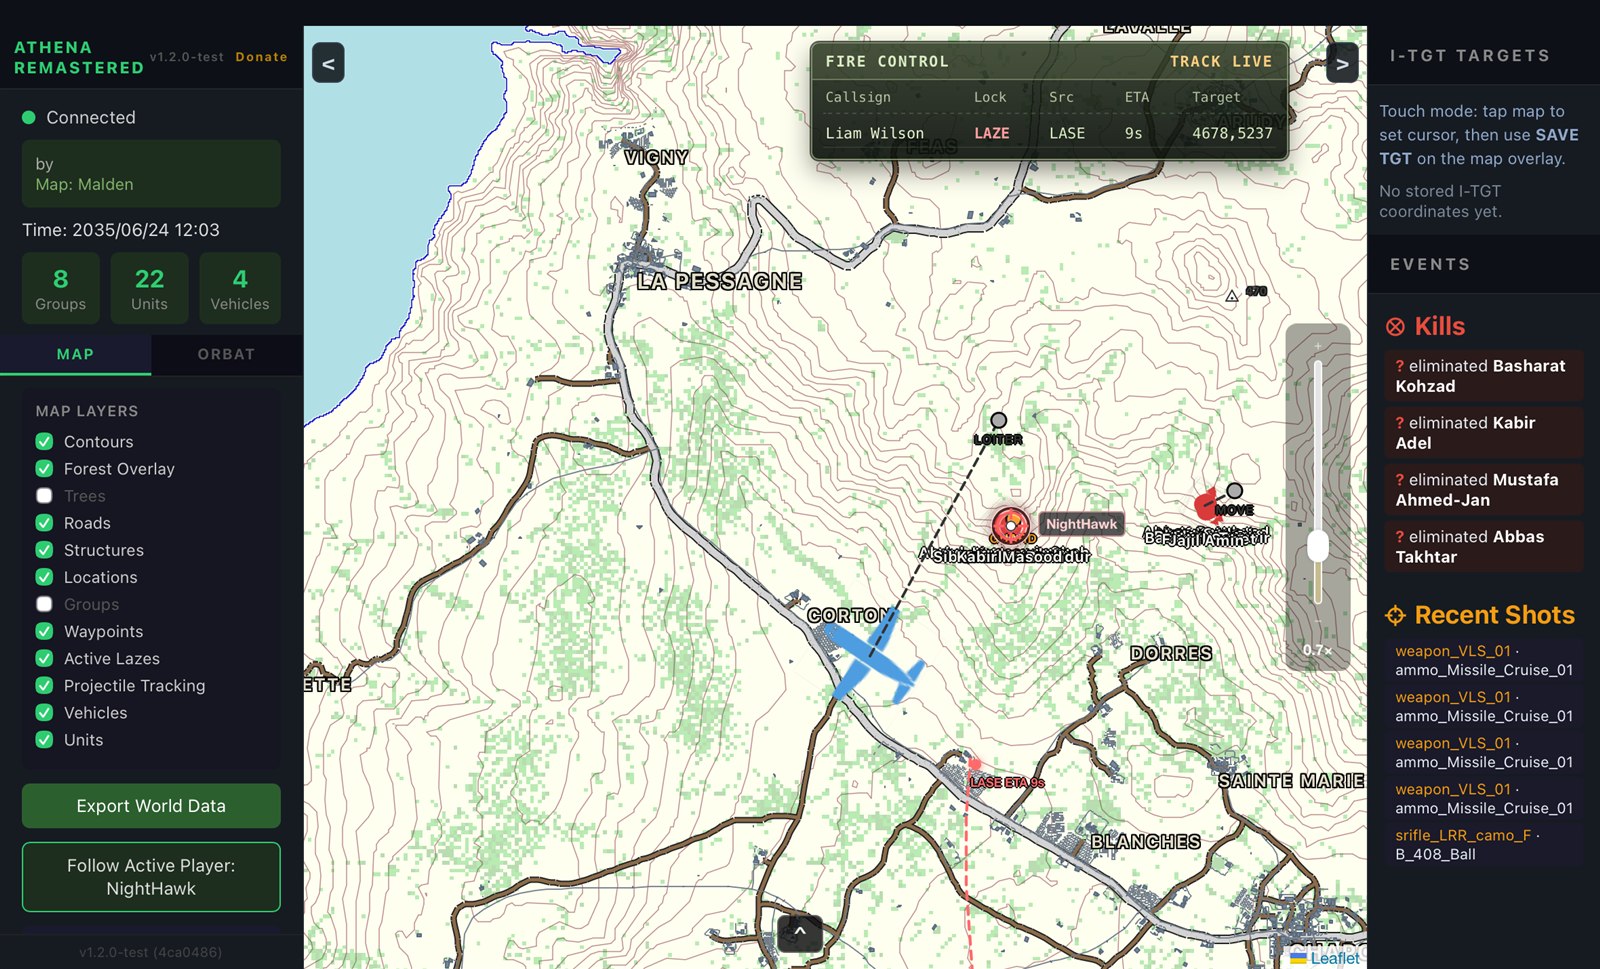 ATHENA
REMASTERED
v1.2.0-test
Donate
Connected
by
Map: Malden
Time: 2035/06/24 12:03
8
Groups
22
Units
4
Vehicles
MAP
ORBAT
MAP LAYERS
Contours
Forest Overlay
Trees
Roads
Structures
Locations
Groups
Waypoints
Active Lazes
Projectile Tracking
Vehicles
Units
Export World Data
Follow Active Player:
NightHawk
v1.2.0-test (4ca0486)
<
LAVALLE
FIRE CONTROL
TRACK LIVE
Callsign Lock Src ETA Target
Liam Wilson LAZE LASE 9s 4678,5237
>
FEAS
VIGNY
LA PESSAGNE
470
+
LOITER
NightHawk
MOVE
CORTON
DORRES
0.7×
ETTE
LASE ETA 9s
SAINTE MARIE
BLANCHES
^
Leaflet
I-TGT TARGETS
Touch mode: tap map to
set cursor, then use SAVE
TGT on the map overlay.
No stored I-TGT
coordinates yet.
EVENTS
Kills
? eliminated Basharat
Kohzad
? eliminated Kabir
Adel
? eliminated Mustafa
Ahmed-Jan
? eliminated Abbas
Takhtar
Recent Shots
weapon_VLS_01 ·
ammo_Missile_Cruise_01
weapon_VLS_01 ·
ammo_Missile_Cruise_01
weapon_VLS_01 ·
ammo_Missile_Cruise_01
weapon_VLS_01 ·
ammo_Missile_Cruise_01
srifle_LRR_camo_F ·
B_408_Ball